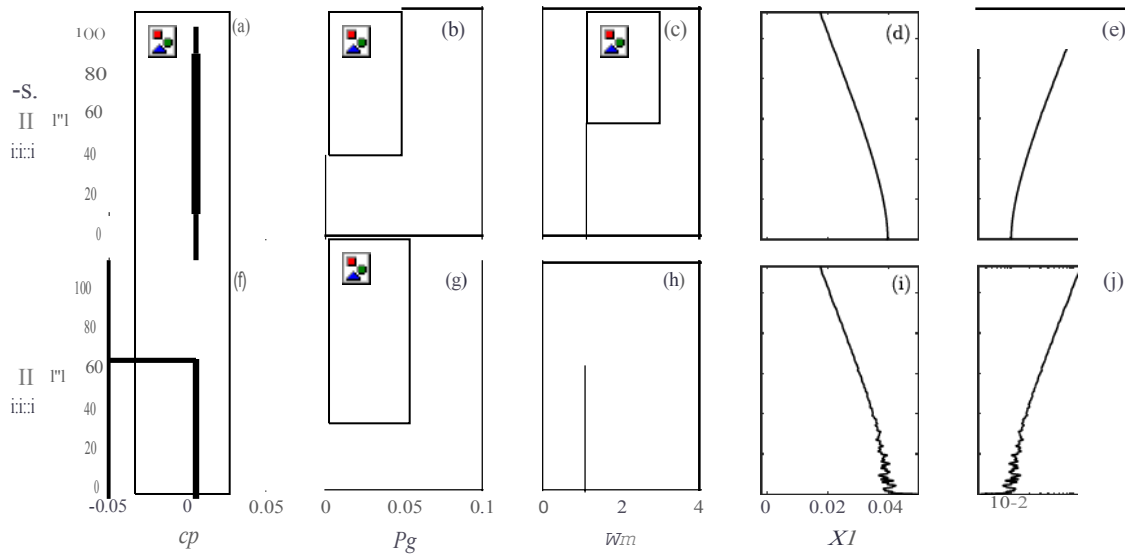 100 (a) (b) (c) (d) (e)
80
-s.
II l"l 60
i:i::i
40
20
0
(f) (g) (h) (i) (j)
100
80
II l"l 60
i:i::i
40
20
0
-0.05 0 0.05 0 0.05 0.1 0 2 4 0 0.02 0.04 10-2
cp Pg Wm X1